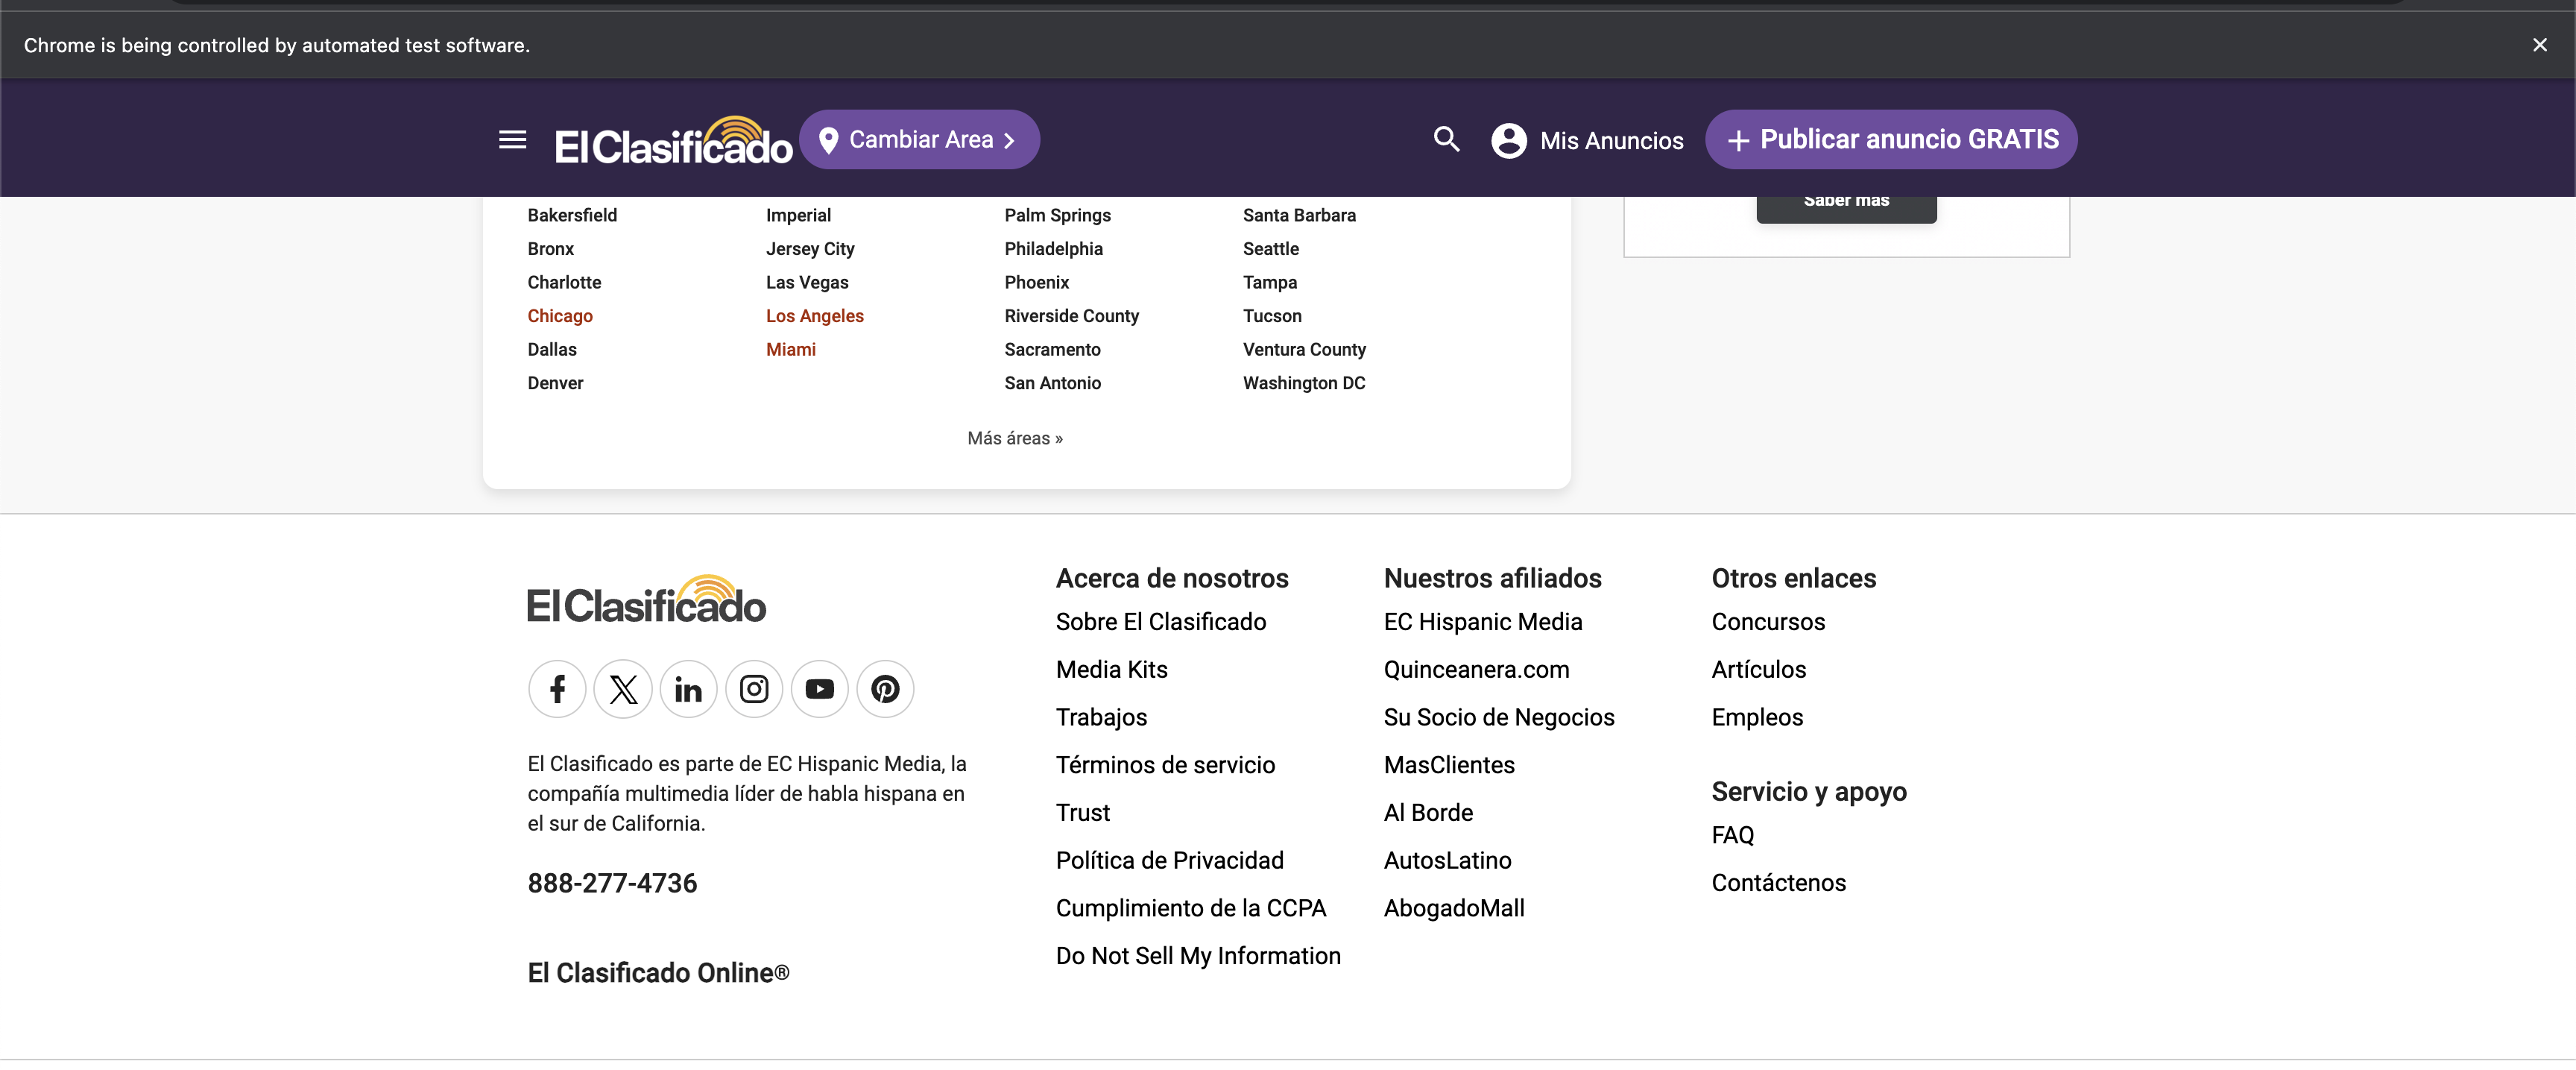 Chrome is being controlled by automated test software.
El Clasificado
Cambiar Area
Mis Anuncios
+ Publicar anuncio GRATIS
Bakersfield
Bronx
Charlotte
Chicago
Dallas
Denver
Imperial
Jersey City
Las Vegas
Los Angeles
Miami
Palm Springs
Philadelphia
Phoenix
Riverside County
Sacramento
San Antonio
Santa Barbara
Seattle
Tampa
Tucson
Ventura County
Washington DC
Más áreas »
Saber más
El Clasificado
El Clasificado es parte de EC Hispanic Media, la
compañía multimedia líder de habla hispana en
el sur de California.
888-277-4736
El Clasificado Online®
Acerca de nosotros
Sobre El Clasificado
Media Kits
Trabajos
Términos de servicio
Trust
Política de Privacidad
Cumplimiento de la CCPA
Do Not Sell My Information
Nuestros afiliados
EC Hispanic Media
Quinceanera.com
Su Socio de Negocios
MasClientes
Al Borde
AutosLatino
AbogadoMall
Otros enlaces
Concursos
Artículos
Empleos
Servicio y apoyo
FAQ
Contáctenos